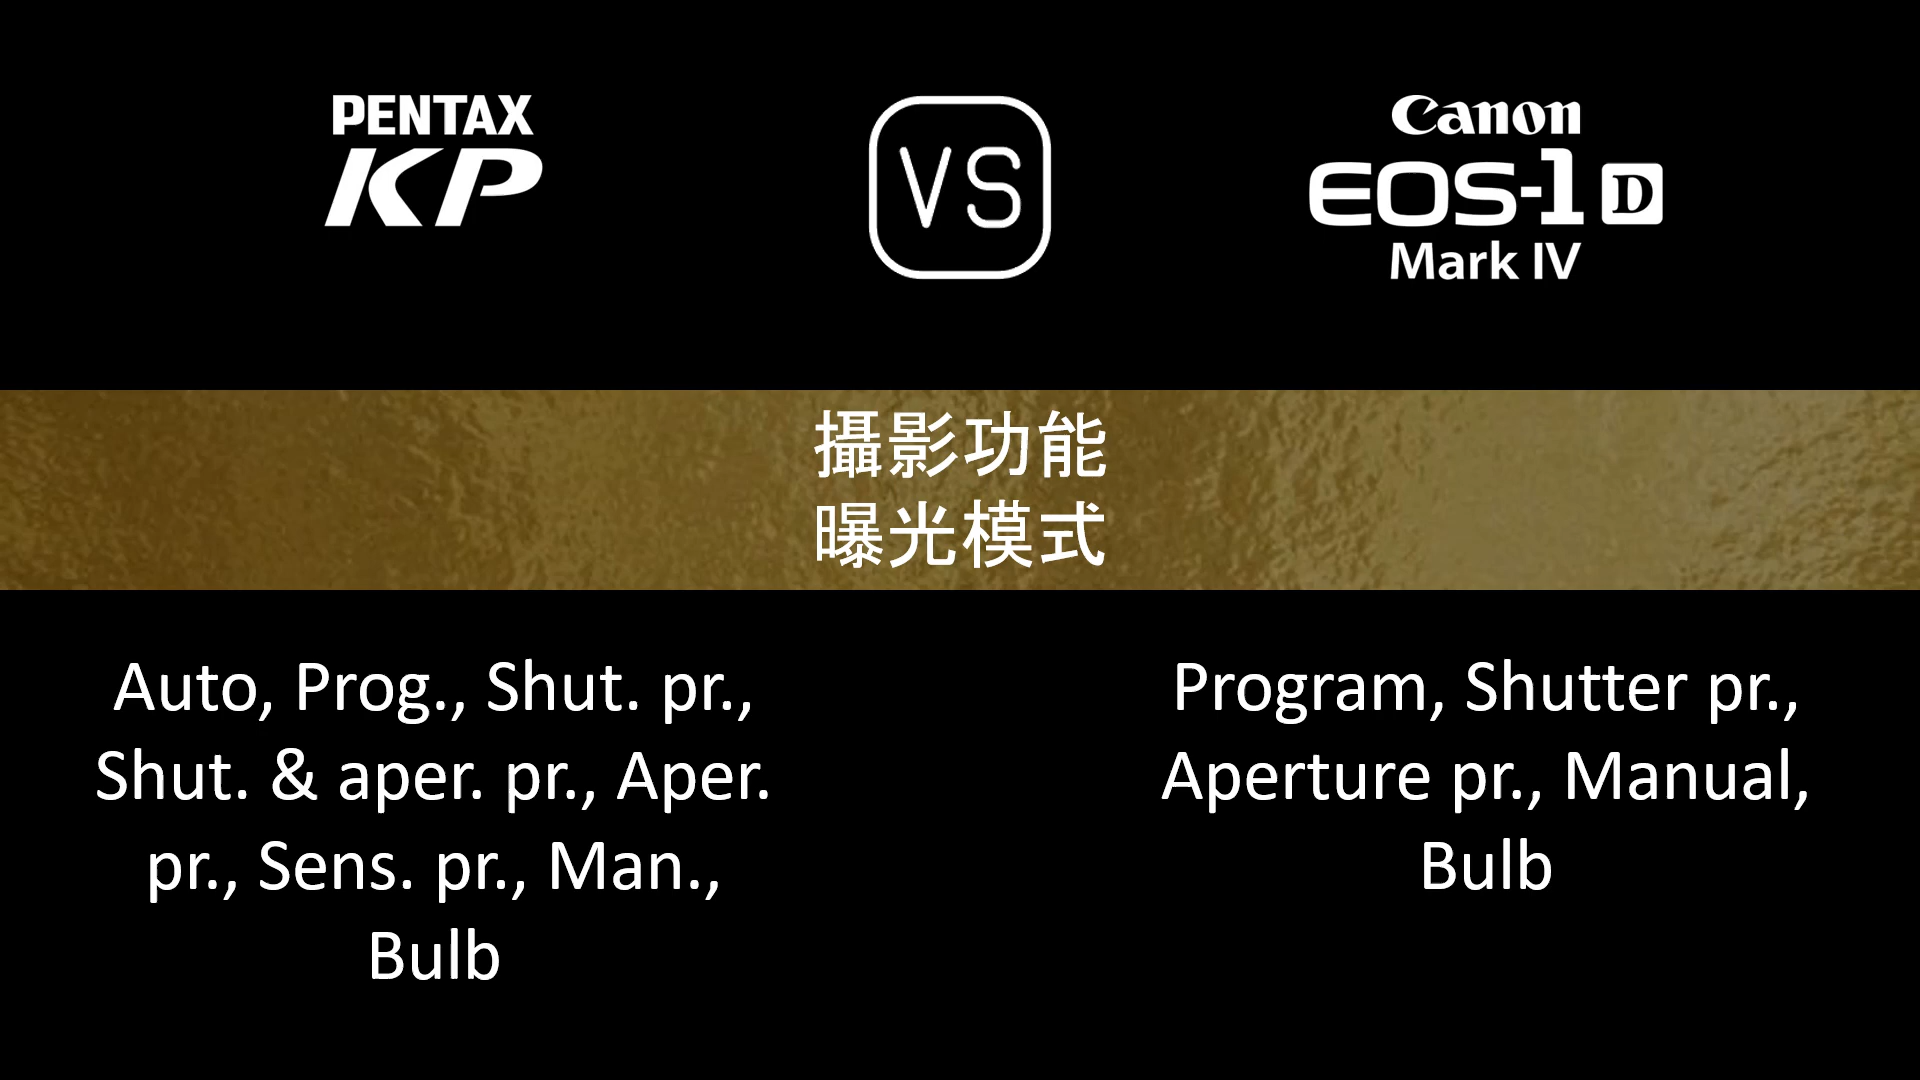 PENTAX
KP
VS
Canon
EOS-1 D
Mark IV
攝影功能
曝光模式
Auto, Prog., Shut. pr.,
Shut. & aper. pr., Aper.
pr., Sens. pr., Man.,
Bulb
Program, Shutter pr.,
Aperture pr., Manual,
Bulb